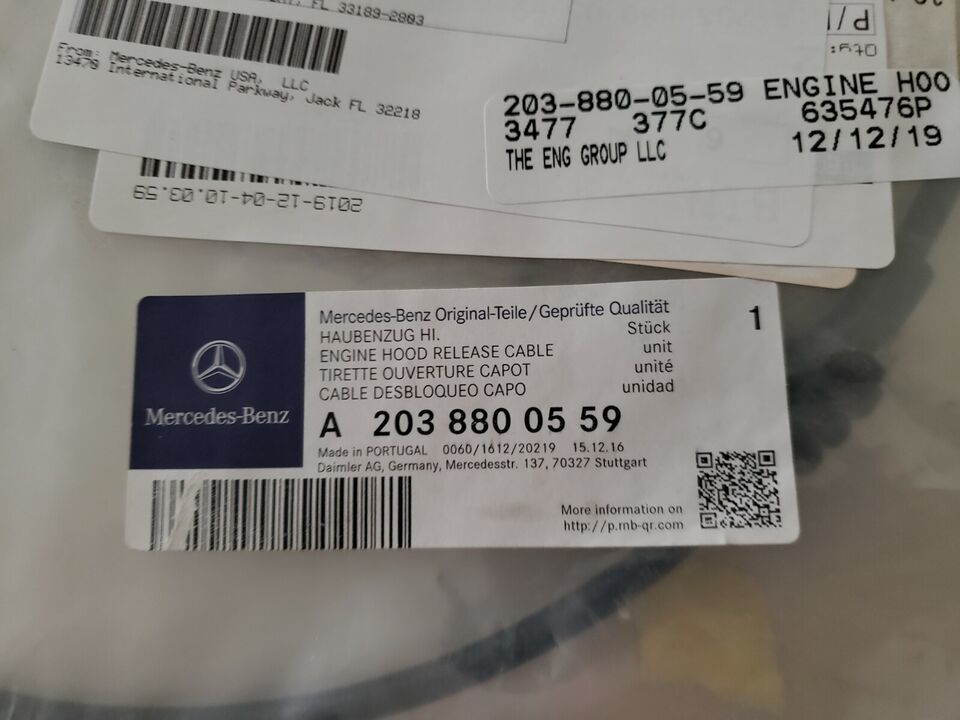 FL 33189-2803
From: Mercedes-Benz USA, LLC
13470 International Parkway, Jack FL 32218
P/
QTY:
203-880-05-59 ENGINE HOO
3477 377C 635476P
THE ENG GROUP LLC 12/12/19
2019-12-04-10.03.59
Mercedes-Benz Original-Teile/Geprüfte Qualität
HAUBENZUG HI. Stück
ENGINE HOOD RELEASE CABLE unit
TIRETTE OUVERTURE CAPOT unité
CABLE DESBLOQUEO CAPO unidad
1
Mercedes-Benz
A 203 880 05 59
Made in PORTUGAL 0060/1612/20219 15.12.16
Daimler AG, Germany, Mercedesstr. 137, 70327 Stuttgart
More information on
http://p.mb-qr.com